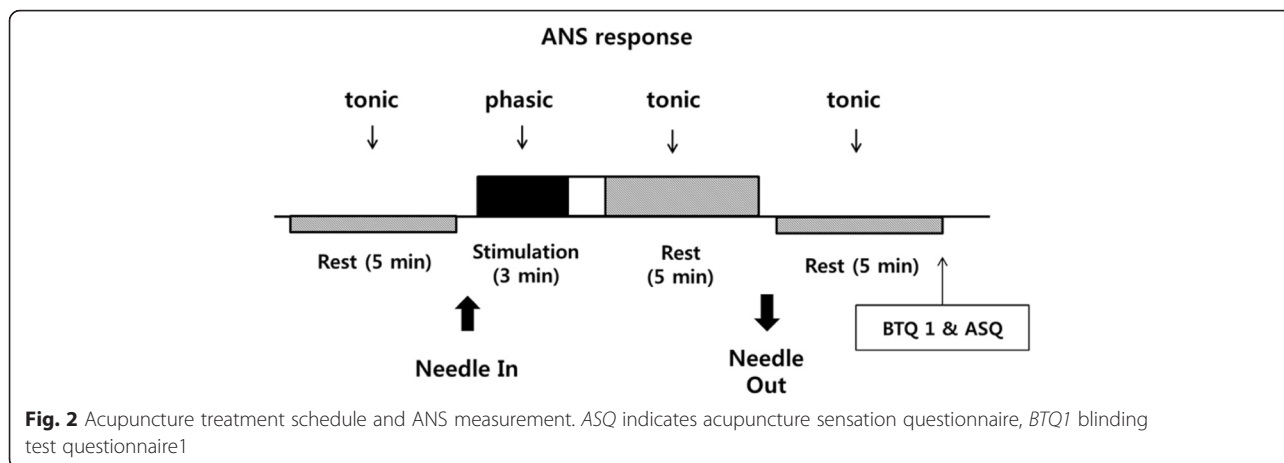 ANS response
tonic phasic tonic tonic
Rest (5 min) Stimulation (3 min) Rest (5 min) Rest (5 min)
Needle In
Needle Out
BTQ 1 & ASQ
Fig. 2 Acupuncture treatment schedule and ANS measurement. ASQ indicates acupuncture sensation questionnaire, BTQ1 blinding
test questionnaire1